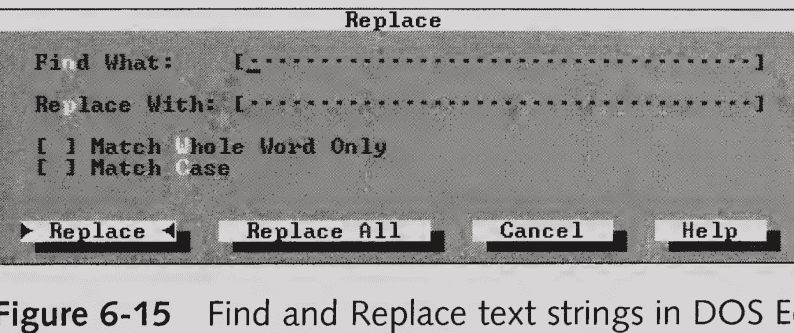 Replace
Find What: [·······································]
Replace With: [·······································]
[ ] Match Whole Word Only
[ ] Match Case
Replace
Replace All
Cancel
Help
Figure 6-15 Find and Replace text strings in DOS